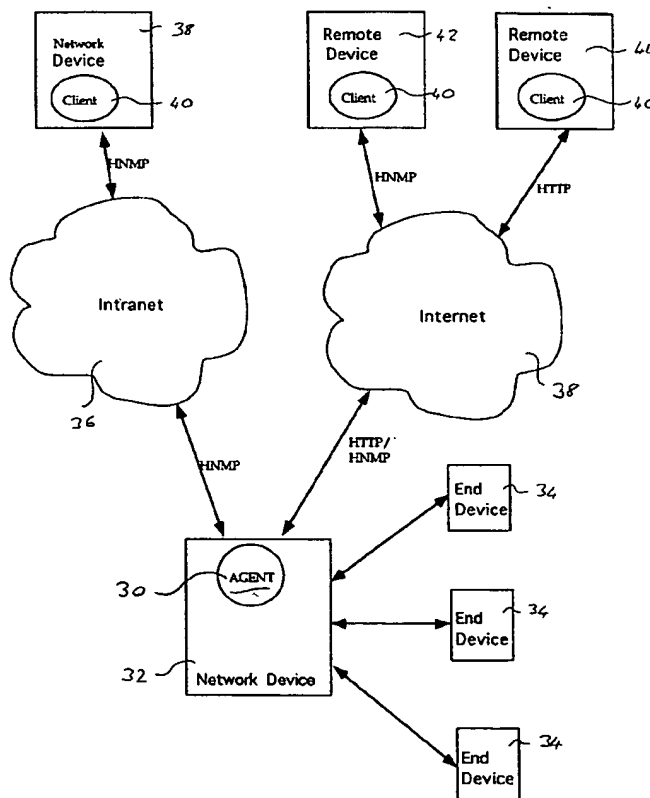 Network
Device
38
Client
40
Remote
Device
42
Client
40
Remote
Device
Client
HNMP
HNMP
HTTP
Intranet
36
Internet
38
HNMP
HTTP/
HNMP
AGENT
30
32
Network Device
End
Device
34
End
Device
34
End
Device
34